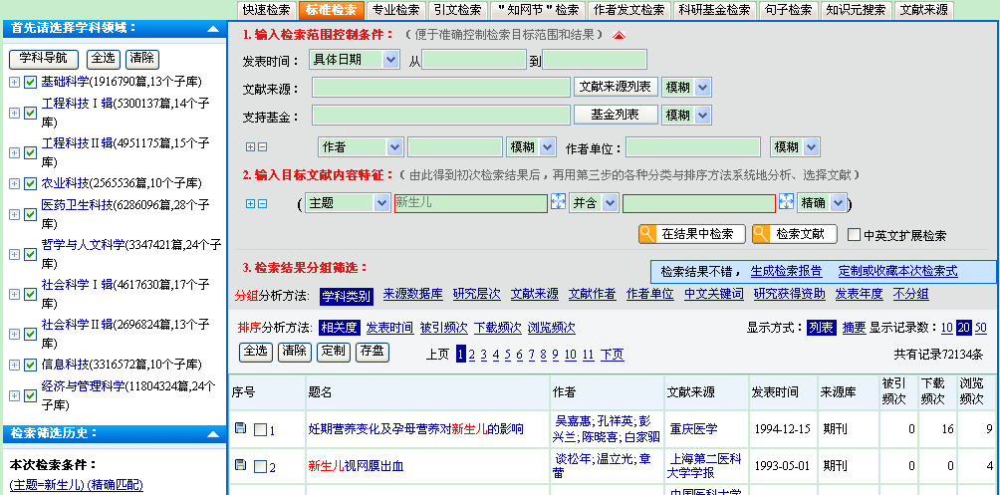 快速检索 标准检索 专业检索 引文检索 "知网节"检索 作者发文检索 科研基金检索 句子检索 知识元搜索 文献来源
首先请选择学科领域：
学科导航 全选 清除
基础科学(1916790篇,13个子库)
工程科技Ⅰ辑(5300137篇,14个子
库)
工程科技Ⅱ辑(4951175篇,15个子
库)
农业科技(2565536篇,10个子库)
医药卫生科技(6286096篇,28个子
库)
哲学与人文科学(3347421篇,24个子
库)
社会科学Ⅰ辑(4617630篇,17个子
库)
社会科学Ⅱ辑(2696824篇,13个子
库)
信息科技(3316572篇,10个子库)
经济与管理科学(11804324篇,24个
子库)
检索筛选历史：
本次检索条件：
(主题=新生儿)(精确匹配)
1.输入检索范围控制条件：（便于准确控制检索目标范围和结果）
发表时间： 具体日期 从 到
文献来源： 文献来源列表 模糊
支持基金： 基金列表 模糊
作者 模糊 作者单位： 模糊
2.输入目标文献内容特征：（由此得到初次检索结果后，再用第三步的各种分类与排序方法系统地分析、选择文献）
( 主题 新生儿 并含 精确 )
在结果中检索 检索文献 中英文扩展检索
3.检索结果分组筛选：
检索结果不错， 生成检索报告 定制或收藏本次检索式
分组分析方法： 学科类别 来源数据库 研究层次 文献来源 文献作者 作者单位 中文关键词 研究获得资助 发表年度 不分组
排序分析方法： 相关度 发表时间 被引频次 下载频次 浏览频次 显示方式： 列表 摘要 显示记录数： 10 20 50
全选 清除 定制 存盘 上页 1 2 3 4 5 6 7 8 9 10 11 下页 共有记录72134条
序号 题名 作者 文献来源 发表时间 来源库 被引
频次 下载
频次 浏览
频次
1 妊期营养变化及孕母营养对新生儿的影响 吴嘉惠;孔祥英;彭
兴兰;陈晓喜;白家驷 重庆医学 1994-12-15 期刊 0 16 9
2 新生儿视网膜出血 谈松年;温立光;章
蕾 上海第二医科
大学学报 1993-05-01 期刊 0 0 4